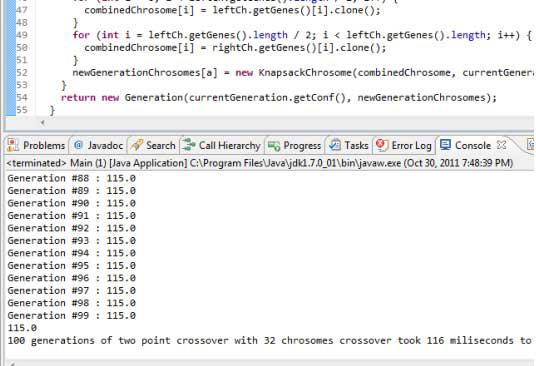 47 combinedChrosome[i] = leftCh.getGenes()[i].clone();
48 }
49 for (int i = leftCh.getGenes().length / 2; i < leftCh.getGenes().length; i++) {
50 combinedChrosome[i] = rightCh.getGenes()[i].clone();
51 }
52 newGenerationChrosomes[a] = new KnapsackChrosome(combinedChrosome, currentGenera
53 }
54 return new Generation(currentGeneration.getConf(), newGenerationChrosomes);
55 }
Problems @ Javadoc Search Call Hierarchy Progress Tasks Error Log Console
<terminated> Main (1) [Java Application] C:\Program Files\Java\jdk1.7.0_01\bin\javaw.exe (Oct 30, 2011 7:48:39 PM)
Generation #88 : 115.0
Generation #89 : 115.0
Generation #90 : 115.0
Generation #91 : 115.0
Generation #92 : 115.0
Generation #93 : 115.0
Generation #94 : 115.0
Generation #95 : 115.0
Generation #96 : 115.0
Generation #97 : 115.0
Generation #98 : 115.0
Generation #99 : 115.0
115.0
100 generations of two point crossover with 32 chrosomes crossover took 116 miliseconds to